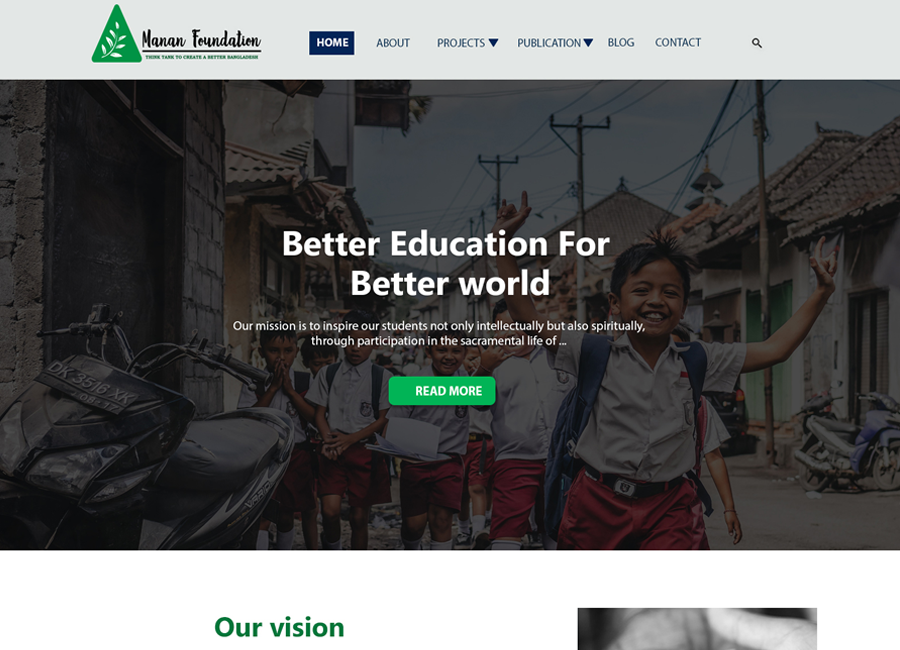 Manan Foundation
THINK TANK TO CREATE A BETTER BANGLADESH
HOME
ABOUT
PROJECTS
PUBLICATION
BLOG
CONTACT
Better Education For
Better world
Our mission is to inspire our students not only intellectually but also spiritually,
through participation in the sacramental life of ...
READ MORE
DK 3516 XK
VARIO
Our vision